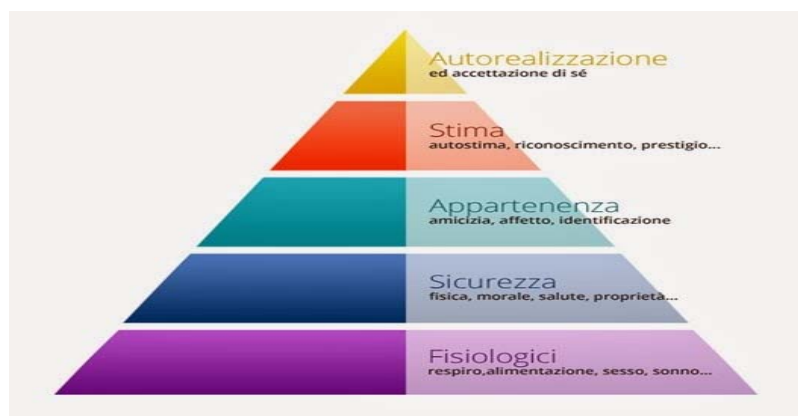 Autorealizzazione
ed accettazione di sé
Stima
autostima, riconoscimento, prestigio...
Appartenenza
amicizia, affetto, identificazione
Sicurezza
fisica, morale, salute, proprietà...
Fisiologici
respiro,alimentazione, sesso, sonno...